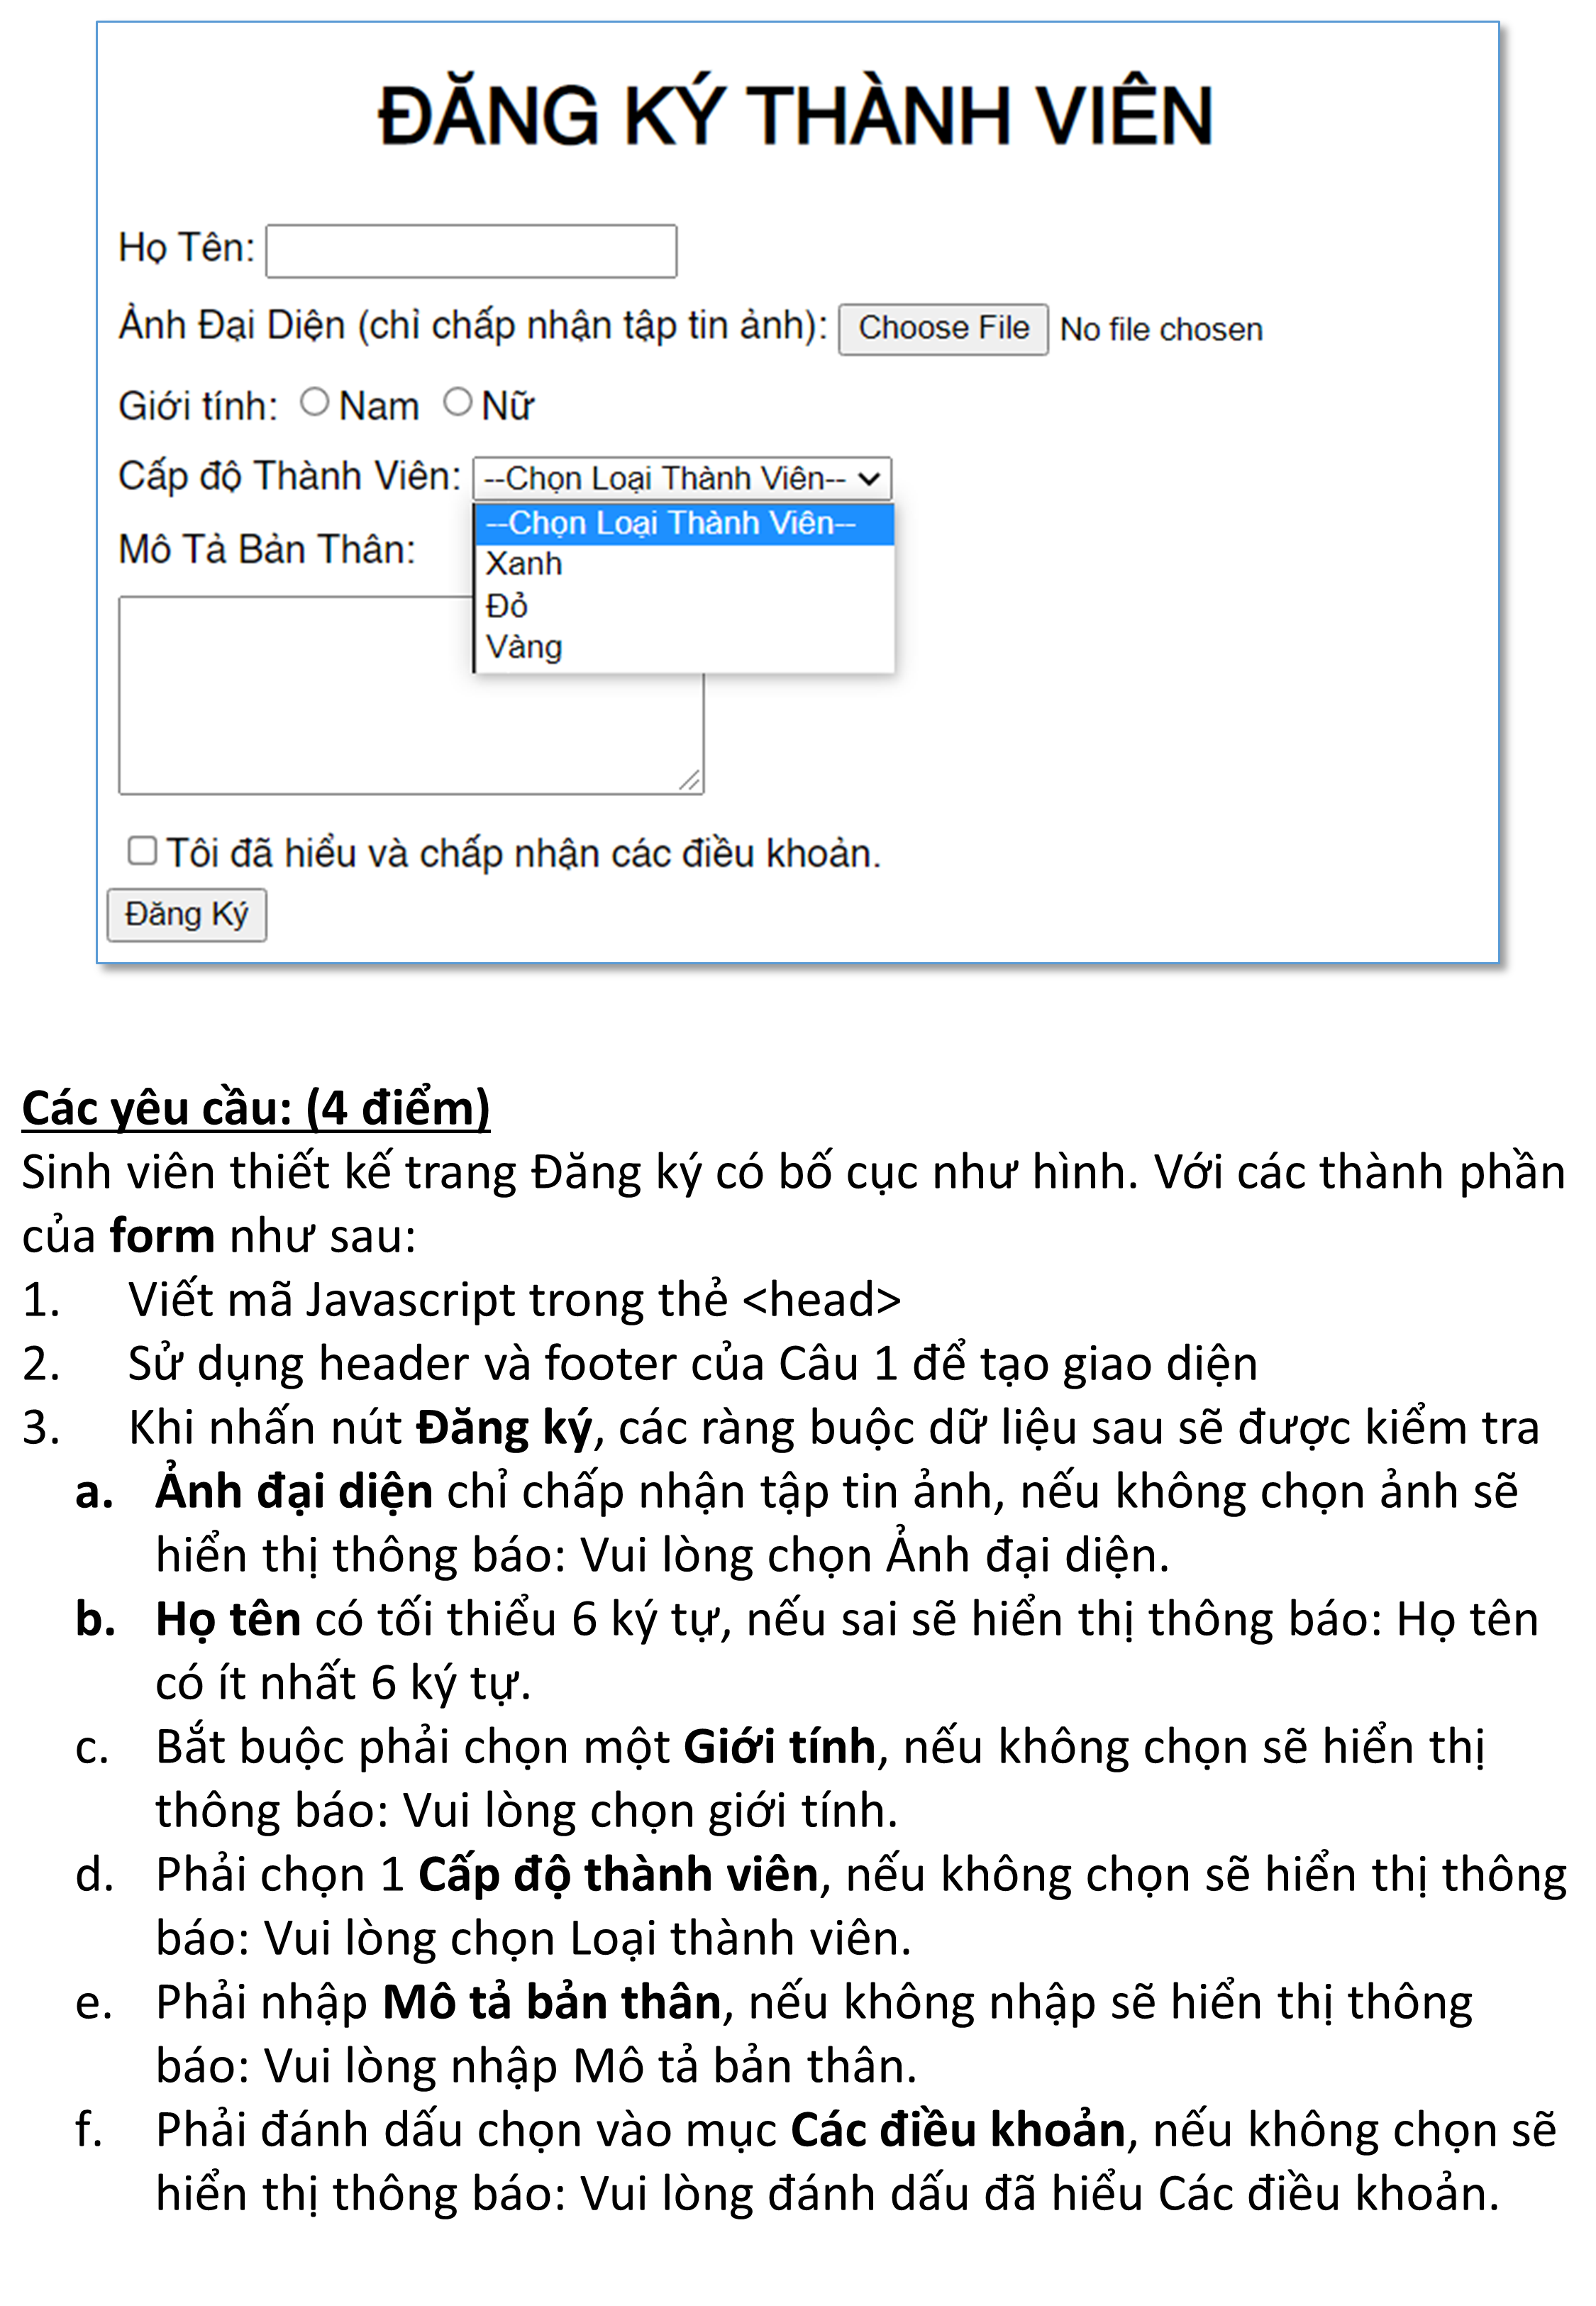 ĐĂNG KÝ THÀNH VIÊN
Họ Tên:
Ảnh Đại Diện (chỉ chấp nhận tập tin ảnh): Choose File No file chosen
Giới tính: Nam Nữ
Cấp độ Thành Viên: --Chọn Loại Thành Viên--
--Chọn Loại Thành Viên--
Mô Tả Bản Thân:
Xanh
Đỏ
Vàng
Tôi đã hiểu và chấp nhận các điều khoản.
Đăng Ký
Các yêu cầu: (4 điểm)
Sinh viên thiết kế trang Đăng ký có bố cục như hình. Với các thành phần
của form như sau:
1. Viết mã Javascript trong thẻ <head>
2. Sử dụng header và footer của Câu 1 để tạo giao diện
3. Khi nhấn nút Đăng ký, các ràng buộc dữ liệu sau sẽ được kiểm tra
a. Ảnh đại diện chỉ chấp nhận tập tin ảnh, nếu không chọn ảnh sẽ
hiển thị thông báo: Vui lòng chọn Ảnh đại diện.
b. Họ tên có tối thiểu 6 ký tự, nếu sai sẽ hiển thị thông báo: Họ tên
có ít nhất 6 ký tự.
c. Bắt buộc phải chọn một Giới tính, nếu không chọn sẽ hiển thị
thông báo: Vui lòng chọn giới tính.
d. Phải chọn 1 Cấp độ thành viên, nếu không chọn sẽ hiển thị thông
báo: Vui lòng chọn Loại thành viên.
e. Phải nhập Mô tả bản thân, nếu không nhập sẽ hiển thị thông
báo: Vui lòng nhập Mô tả bản thân.
f. Phải đánh dấu chọn vào mục Các điều khoản, nếu không chọn sẽ
hiển thị thông báo: Vui lòng đánh dấu đã hiểu Các điều khoản.